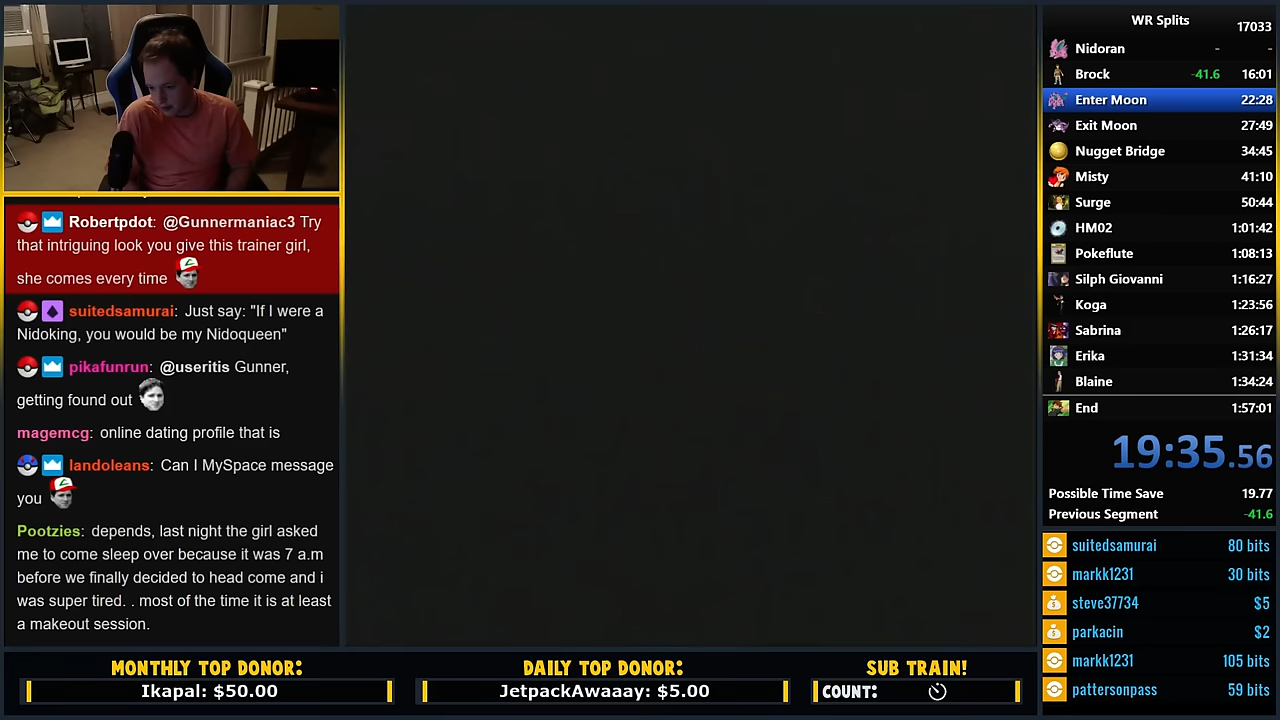 Robertpdot: @Gunnermaniac3 Try
that intriguing look you give this trainer girl,
she comes every time
suitedsamurai: Just say: "If I were a
Nidoking, you would be my Nidoqueen"
pikafunrun: @useritis Gunner,
getting found out
magemcg: online dating profile that is
landoleans: Can I MySpace message
you
Pootzies: depends, last night the girl asked
me to come sleep over because it was 7 a.m
before we finally decided to head come and i
was super tired. . most of the time it is at least
a makeout session.
MONTHLY TOP DONOR:
Ikapal: $50.00
DAILY TOP DONOR:
JetpackAwaaay: $5.00
SUB TRAIN!
COUNT:
WR Splits 17033
Nidoran - -
Brock -41.6 16:01
Enter Moon 22:28
Exit Moon 27:49
Nugget Bridge 34:45
Misty 41:10
Surge 50:44
HM02 1:01:42
Pokeflute 1:08:13
Silph Giovanni 1:16:27
Koga 1:23:56
Sabrina 1:26:17
Erika 1:31:34
Blaine 1:34:24
End 1:57:01
19:35.56
Possible Time Save 19.77
Previous Segment -41.6
suitedsamurai 80 bits
markk1231 30 bits
steve37734 $5
parkacin $2
markk1231 105 bits
pattersonpass 59 bits